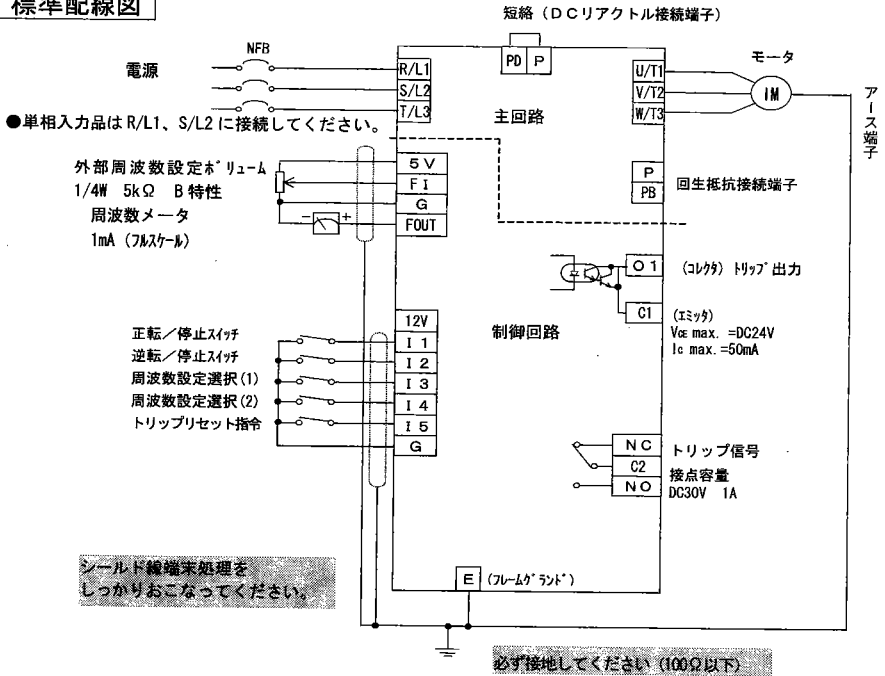 標準配線図
短絡（DCリアクトル接続端子）
NFB
電源
R/L1
S/L2
T/L3
PD P
主回路
U/T1
V/T2
W/T3
モータ
IM
アース端子
●単相入力品はR/L1、S/L2に接続してください。
外部周波数設定ﾎﾞﾘｭーム
1/4W 5kΩ B特性
周波数メータ
1mA (ﾌﾙｽｹｰﾙ)
5V
FI
G
FOUT
－ ＋
P
PB
回生抵抗接続端子
O1
(ｺﾚｸﾀ) ﾄﾘｯﾌﾟ出力
C1
(ｴミｯﾀ)
VCE max. =DC24V
Ic max. =50mA
制御回路
12V
正転／停止ｽｲｯﾁ
I1
逆転／停止ｽｲｯﾁ
I2
周波数設定選択(1)
I3
周波数設定選択(2)
I4
トリップリセット指令
I5
G
NC
C2
NO
トリップ信号
接点容量
DC30V 1A
シールド線端末処理を
しっかりおこなってください。
E (ﾌﾚｰﾑｸﾞﾗﾝﾄﾞ)
必ず接地してください (100Ω以下)